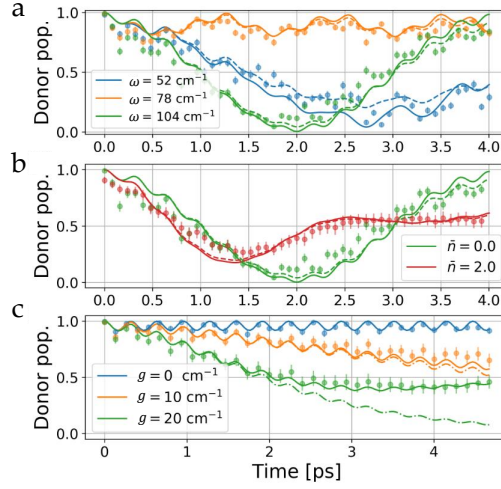 a
1.0
Donor pop.
0.5
0.0
ω = 52 cm⁻¹
ω = 78 cm⁻¹
ω = 104 cm⁻¹
0.0 0.5 1.0 1.5 2.0 2.5 3.0 3.5 4.0
b
1.0
Donor pop.
0.5
0.0
n̄ = 0.0
n̄ = 2.0
0.0 0.5 1.0 1.5 2.0 2.5 3.0 3.5 4.0
c
1.0
Donor pop.
0.5
0.0
g = 0 cm⁻¹
g = 10 cm⁻¹
g = 20 cm⁻¹
0 1 2 3 4
Time [ps]